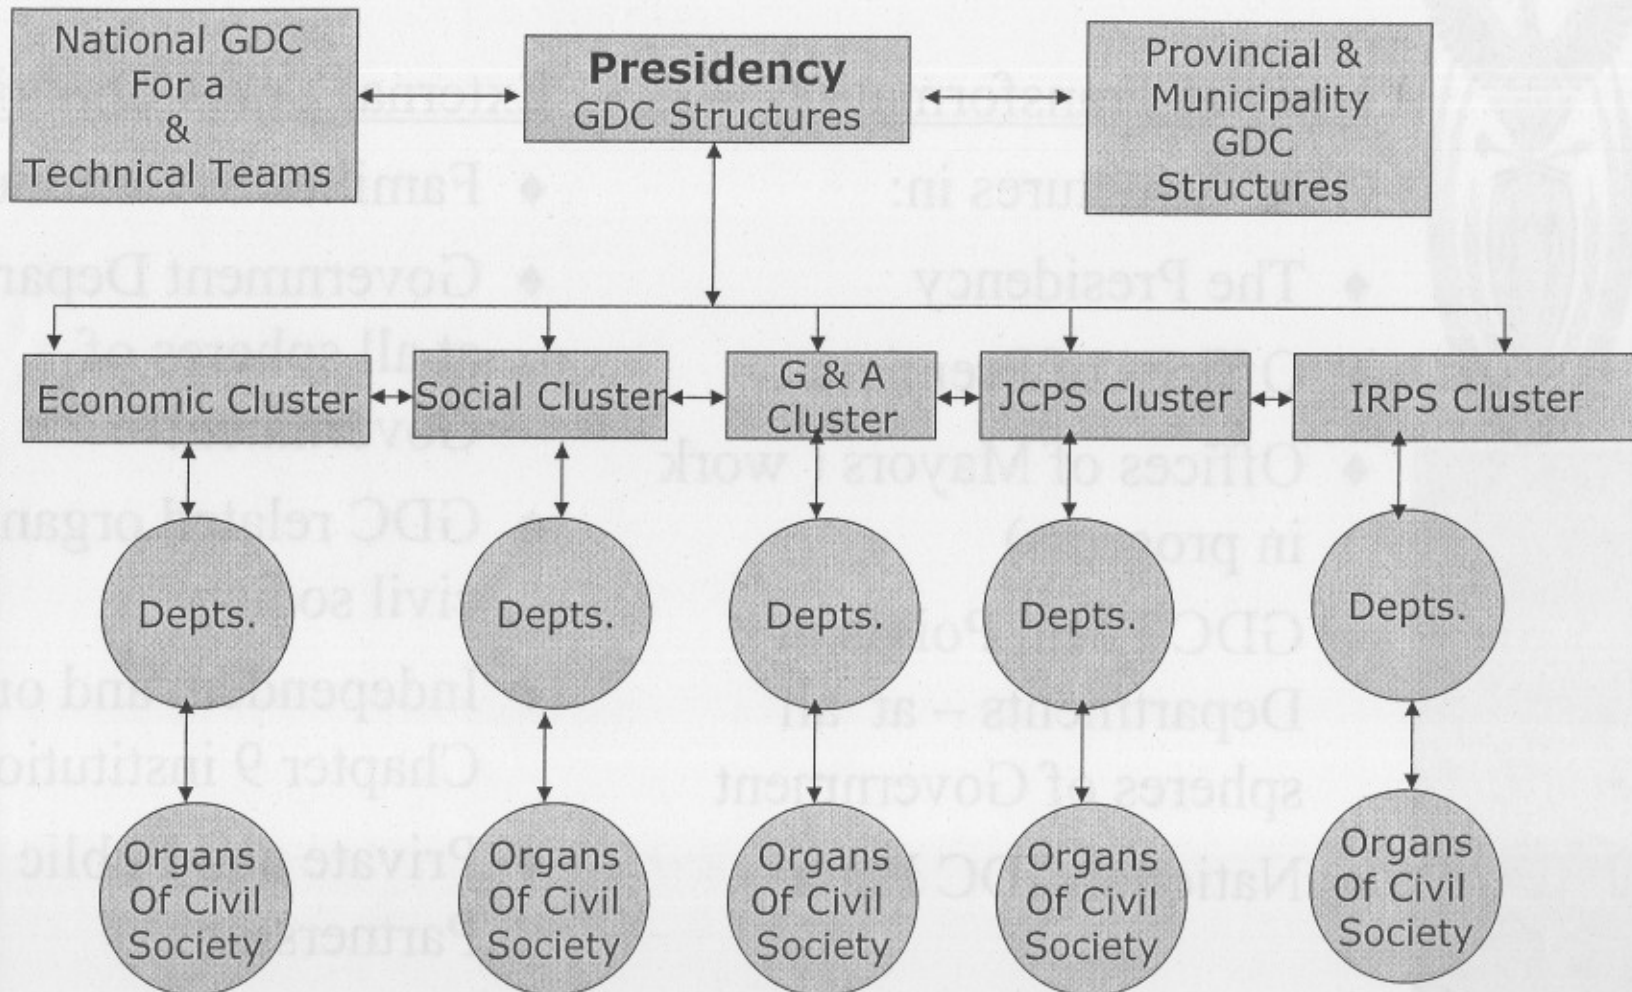 National GDC
For a
&
Technical Teams
Presidency
GDC Structures
Provincial &
Municipality
GDC
Structures
Economic Cluster
Social Cluster
G & A
Cluster
JCPS Cluster
IRPS Cluster
Depts.
Depts.
Depts.
Depts.
Depts.
Organs
Of Civil
Society
Organs
Of Civil
Society
Organs
Of Civil
Society
Organs
Of Civil
Society
Organs
Of Civil
Society